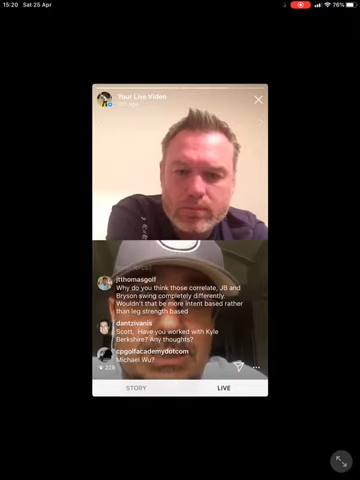 15:20 Sat 25 Apr
76%
Your Live Video
jtthomasgolf
Why do you think those correlate, JB and
Bryson swing completely differently.
Wouldn't that be more intent based rather
than leg strength based
dantzivanis
Scott, Have you worked with Kyle
Berkshire? Any thoughts?
cpgolfacademydotcom
Michael Wu?
STORY
LIVE